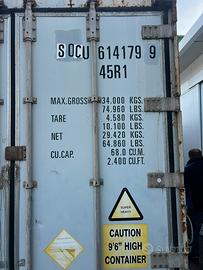 SOCU 614179 9
45R1
MAX.GROSS 34,000 KGS.
74,960 LBS.
TARE 4,580 KGS.
10,100 LBS.
NET 29,420 KGS.
64,860 LBS.
CU.CAP. 68.0 CU.M.
2,400 CU.FT.
SUPER HEAVY
CAUTION
9'6" HIGH
CONTAINER